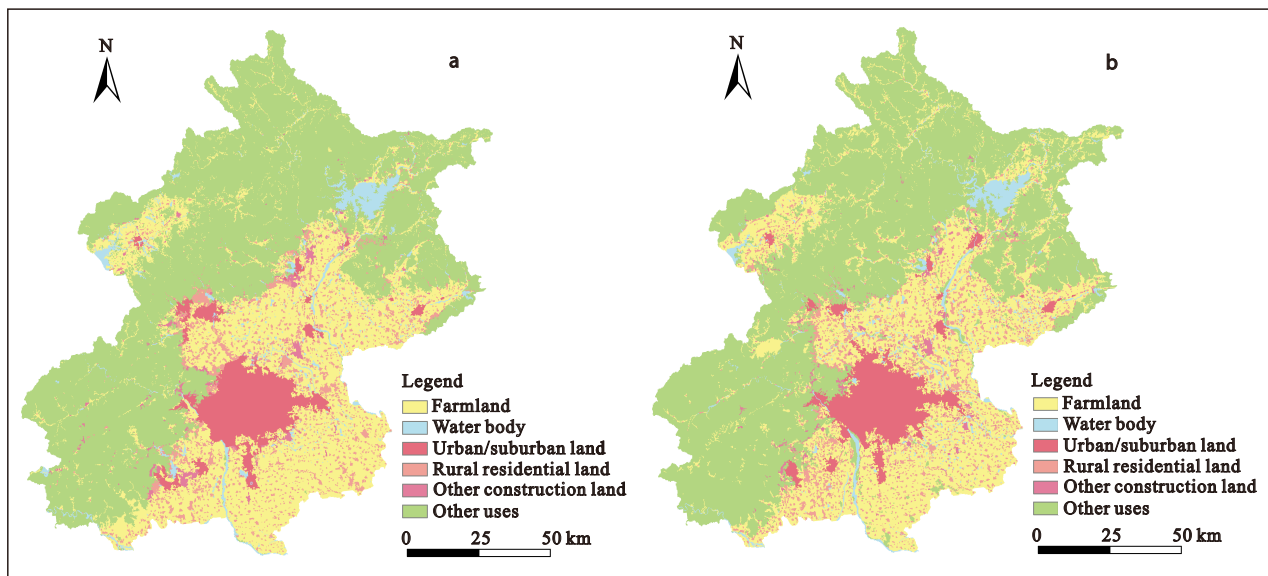 N
a
Legend
Farmland
Water body
Urban/suburban land
Rural residential land
Other construction land
Other uses
0 25 50 km
N
b
Legend
Farmland
Water body
Urban/suburban land
Rural residential land
Other construction land
Other uses
0 25 50 km